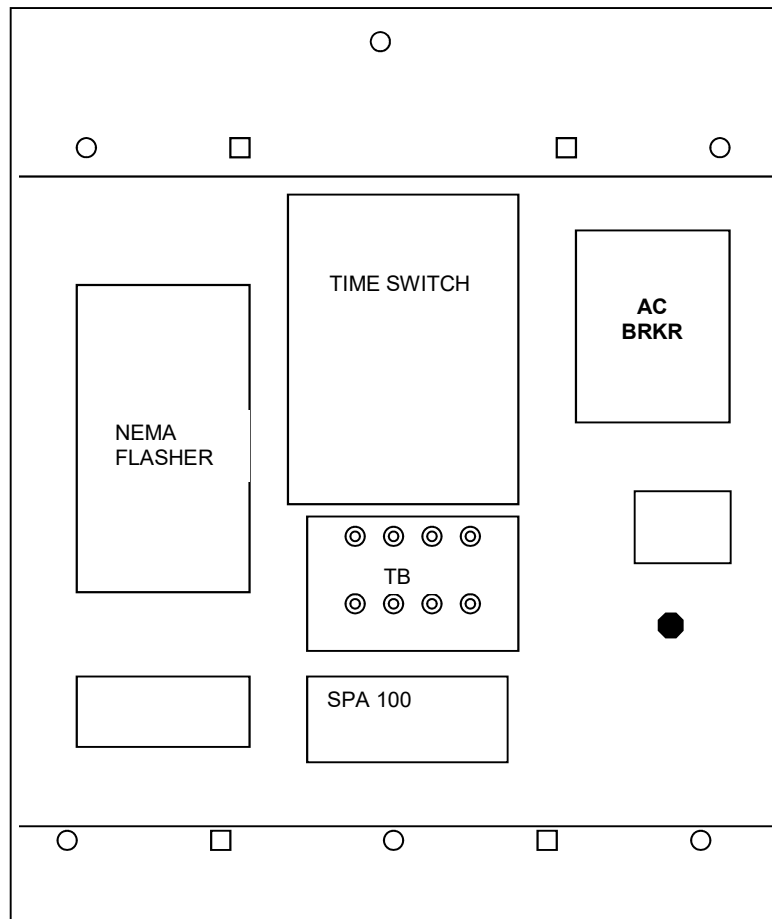 TIME SWITCH
AC
BRKR
NEMA
FLASHER
TB
SPA 100